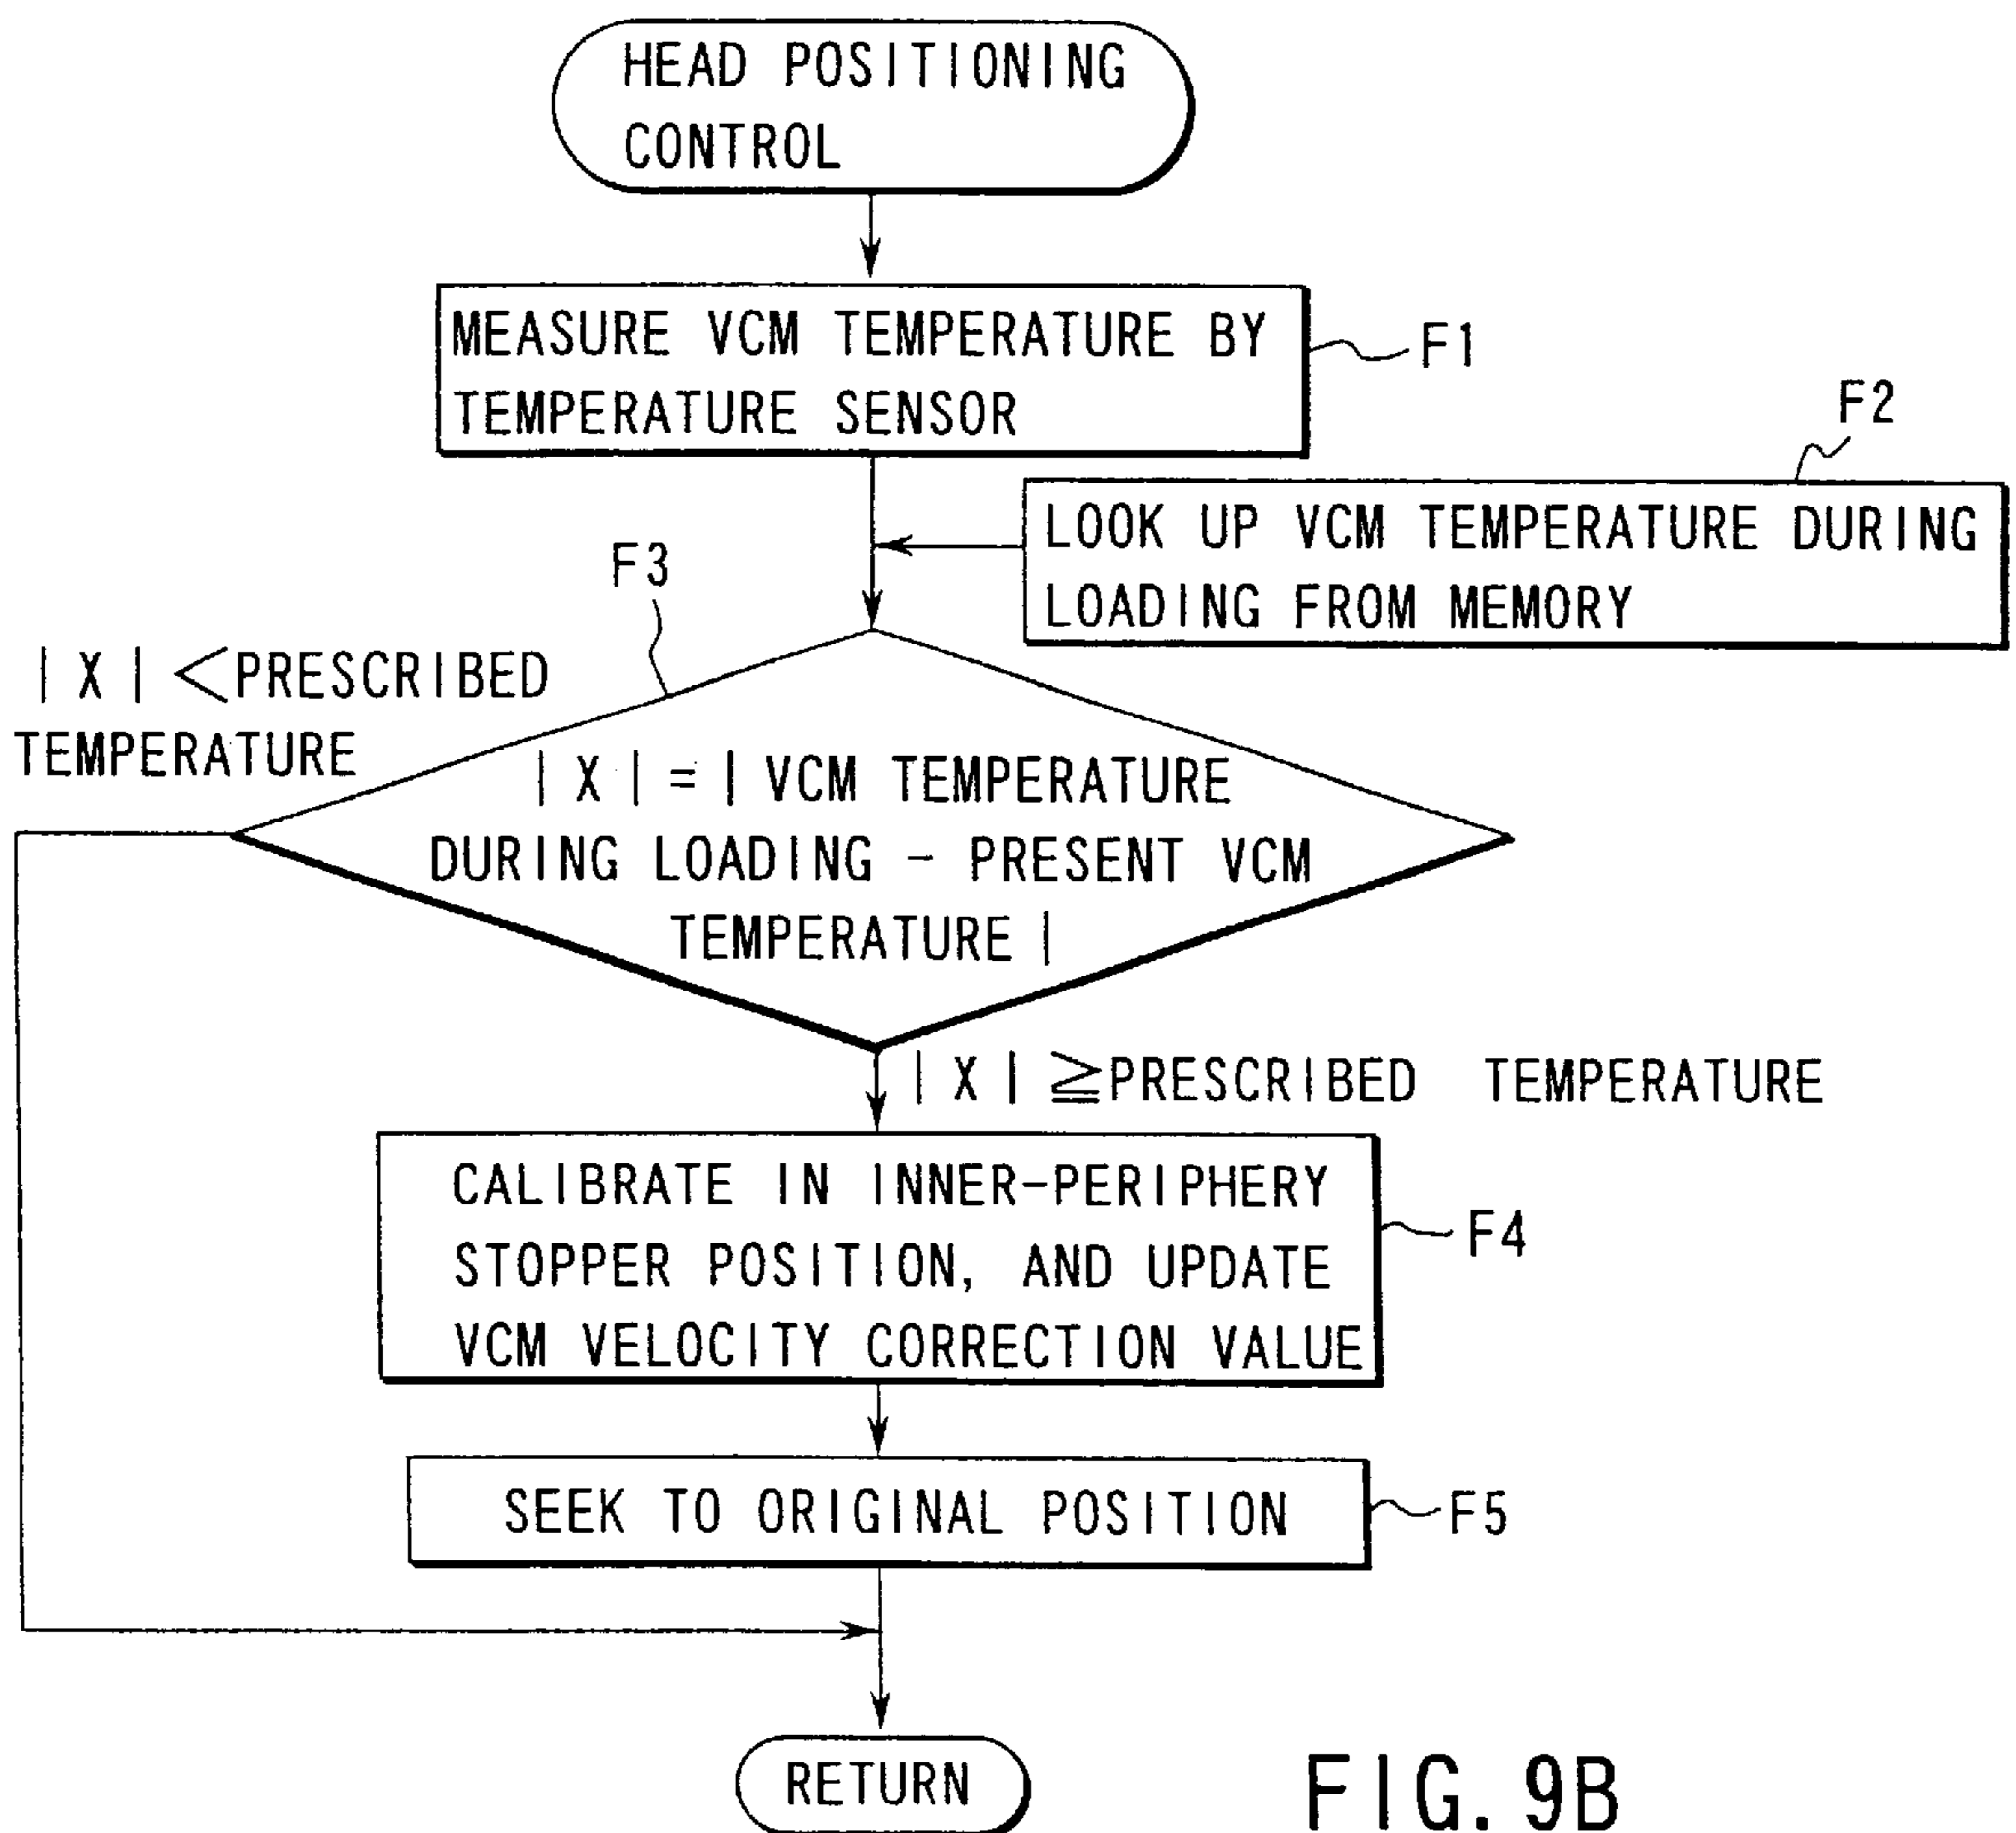 HEAD POSITIONING
CONTROL
MEASURE VCM TEMPERATURE BY
TEMPERATURE SENSOR
F1
F2
LOOK UP VCM TEMPERATURE DURING
LOADING FROM MEMORY
F3
| X | <PRESCRIBED
TEMPERATURE
| X | = | VCM TEMPERATURE
DURING LOADING - PRESENT VCM
TEMPERATURE |
| X | ≧PRESCRIBED TEMPERATURE
CALIBRATE IN INNER-PERIPHERY
STOPPER POSITION, AND UPDATE
VCM VELOCITY CORRECTION VALUE
F4
SEEK TO ORIGINAL POSITION
F5
RETURN
FIG. 9B